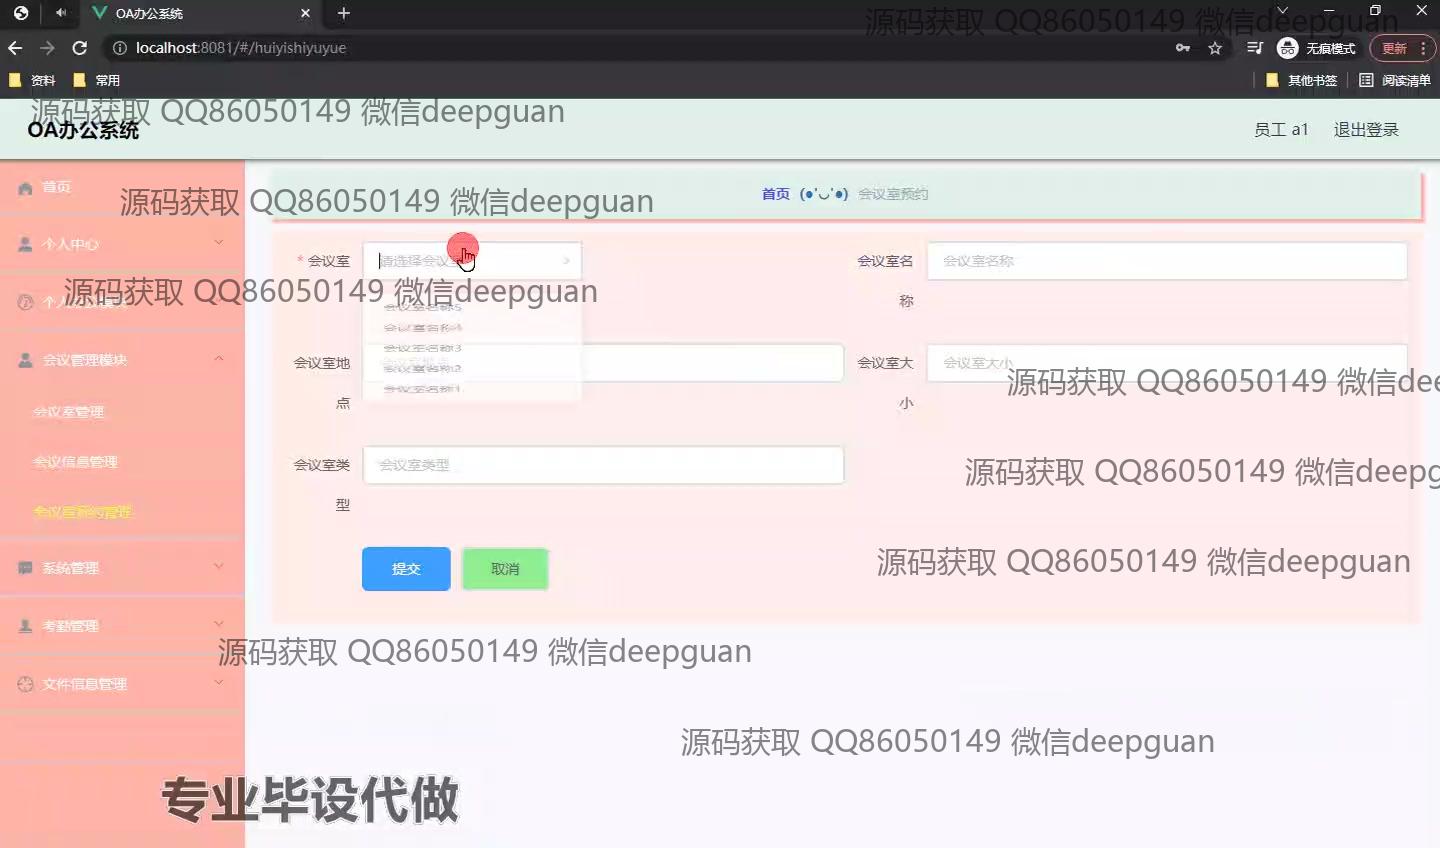 OA办公系统
localhost:8081/#/huiyishiyuyue
无痕模式
更新
资料
常用
其他书签
阅读清单
源码获取 QQ86050149 微信deepguan
源码获取 QQ86050149 微信deepguan
OA办公系统
员工 a1
退出登录
首页
源码获取 QQ86050149 微信deepguan
首页 (●'◡'●) 会议室预约
个人中心
* 会议室
请选择会议室
会议室名称
会议室名称
源码获取 QQ86050149 微信deepguan
会议室名称5
会议室名称4
会议室名称3
会议室名称2
会议室名称1
会议管理模块
会议室地点
会议室大小
会议室大小
源码获取 QQ86050149 微信dee
会议室管理
会议信息管理
会议室类型
会议室类型
源码获取 QQ86050149 微信deepg
会议室预约管理
系统管理
提交
取消
源码获取 QQ86050149 微信deepguan
考勤管理
源码获取 QQ86050149 微信deepguan
文件信息管理
源码获取 QQ86050149 微信deepguan
专业毕设代做